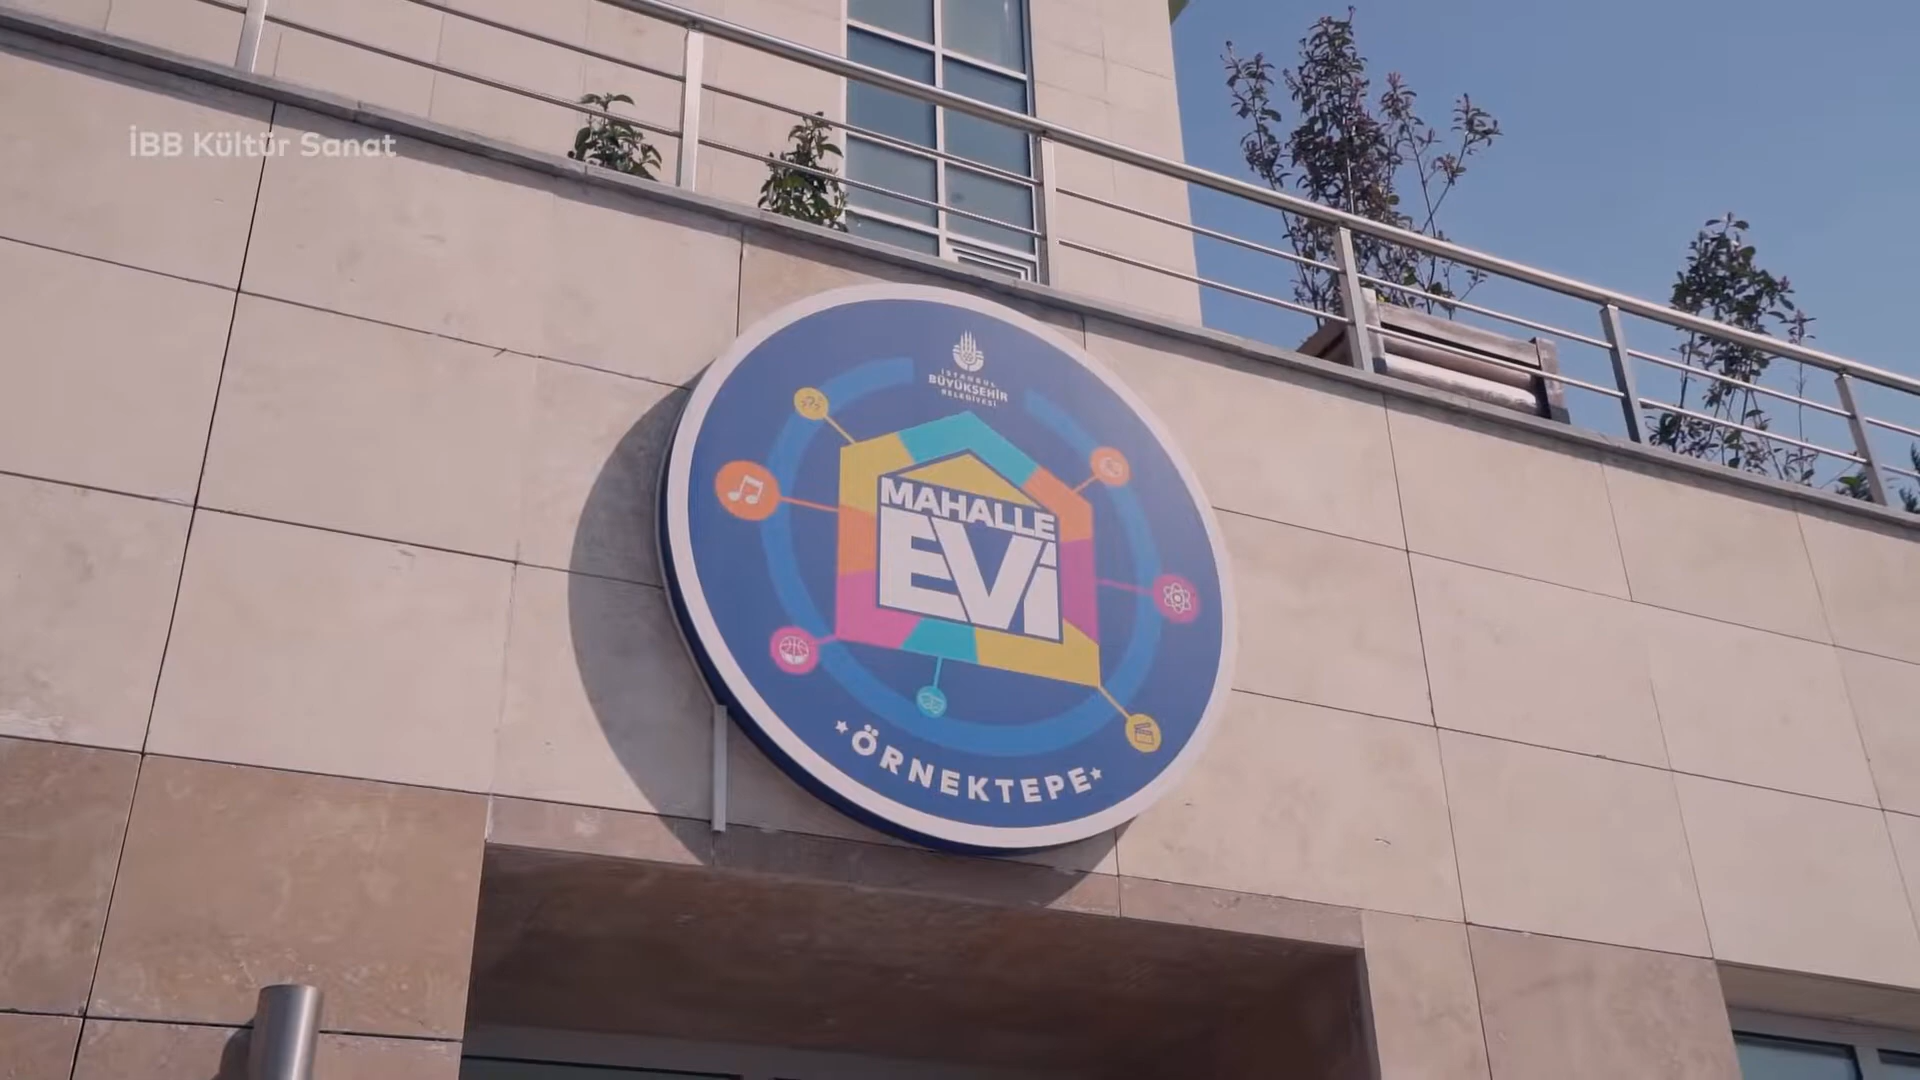 İBB Kültür Sanat
İSTANBUL
BÜYÜKŞEHİR
BELEDİYESİ
MAHALLE
EVi
ÖRNEKTEPE